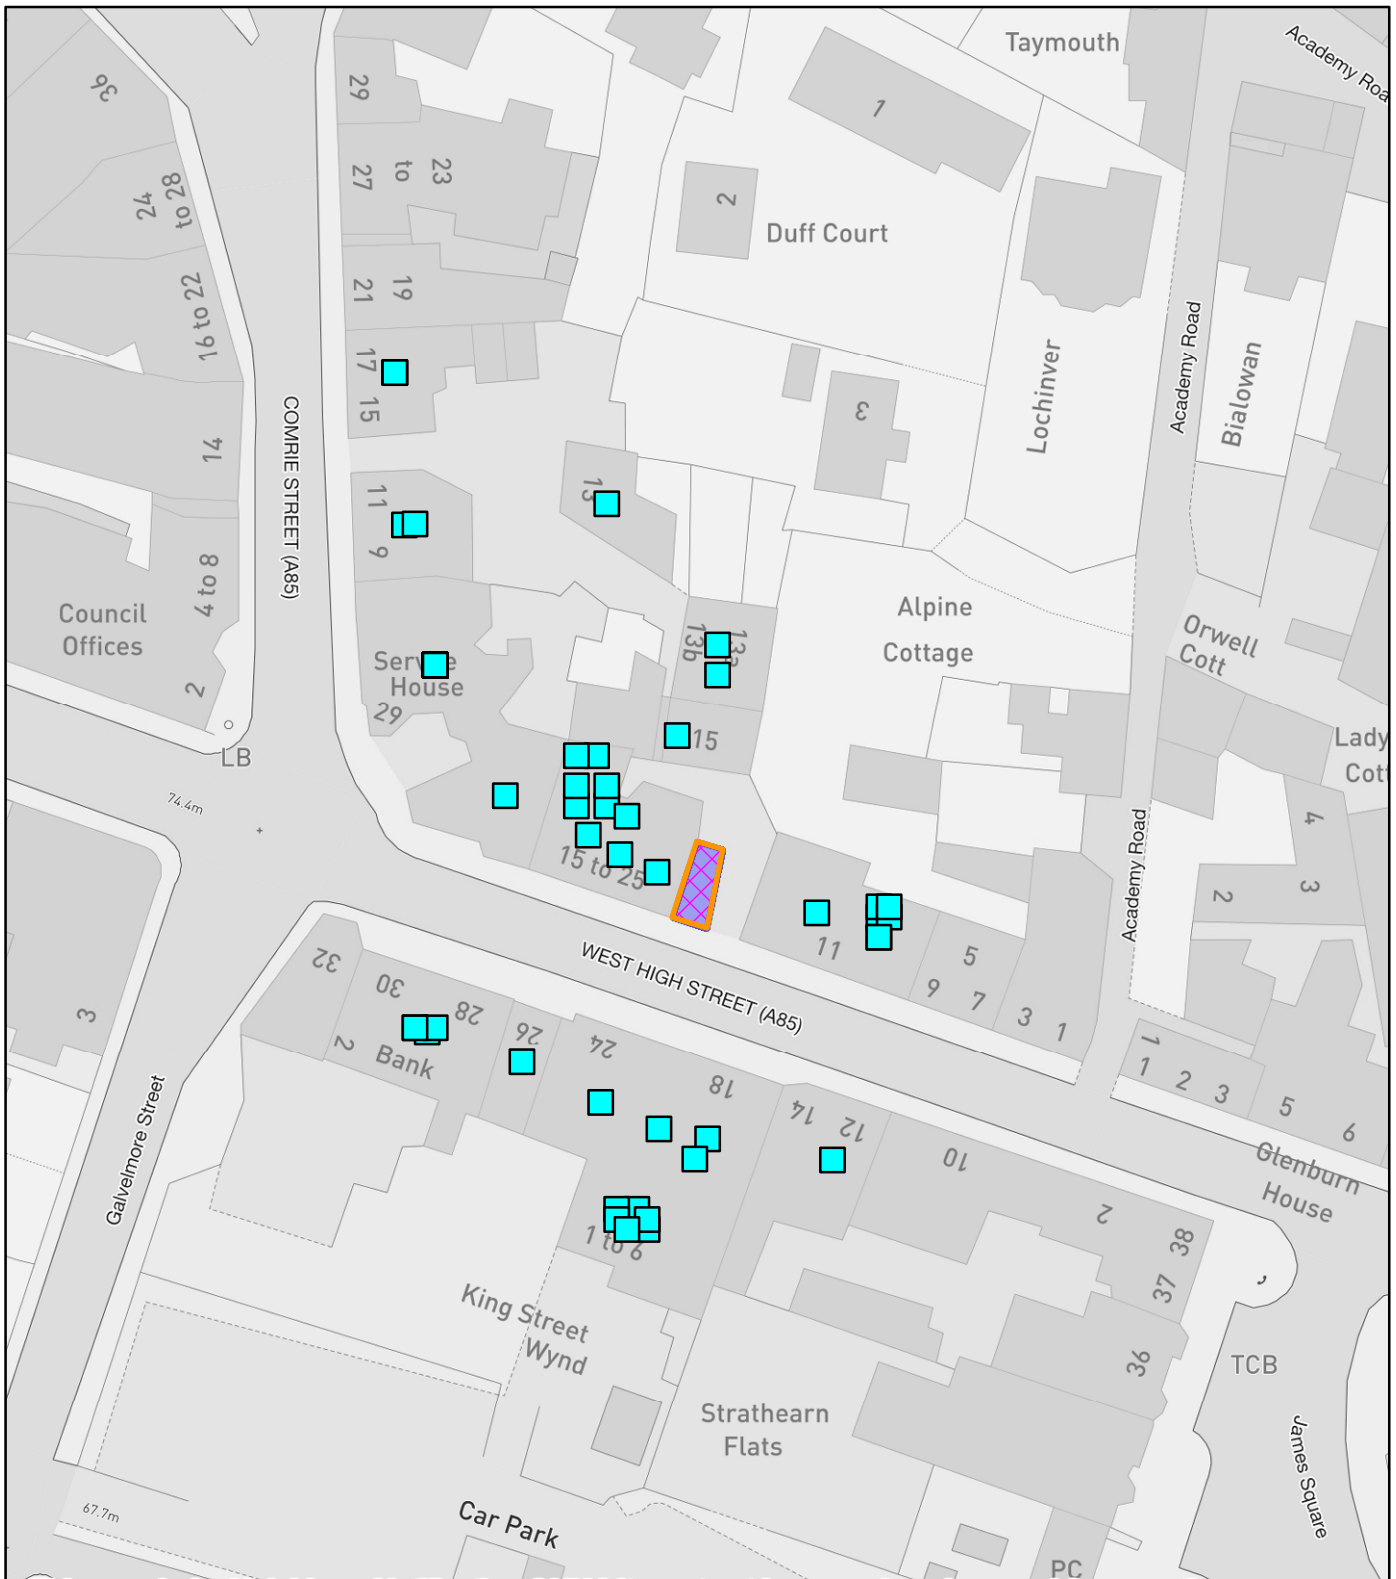 Taymouth
Academy Roa
36
29
1
23
to
27
24
to 28
2
Duff Court
19
21
16 to 22
Academy Road
Lochinver
Bialowan
17
15
3
14
COMRIE STREET (A85)
13
11
9
4 to 8
Council
Offices
Alpine
Cottage
13b
Orwell
Cott
House
29
2
15
LB
Lady
74.4m
4
Academy Road
15 to 25
3
2
11
5
9
7
3
1
WEST HIGH STREET (A85)
32
30
28
26
24
3
2
Bank
18
14
12
10
1
1
2
3
5
6
Glenburn
House
Galvelmore Street
2
38
37
36
1 to 6
King Street
Wynd
TCB
Strathearn
Flats
James Square
Car Park
67.7m
PC